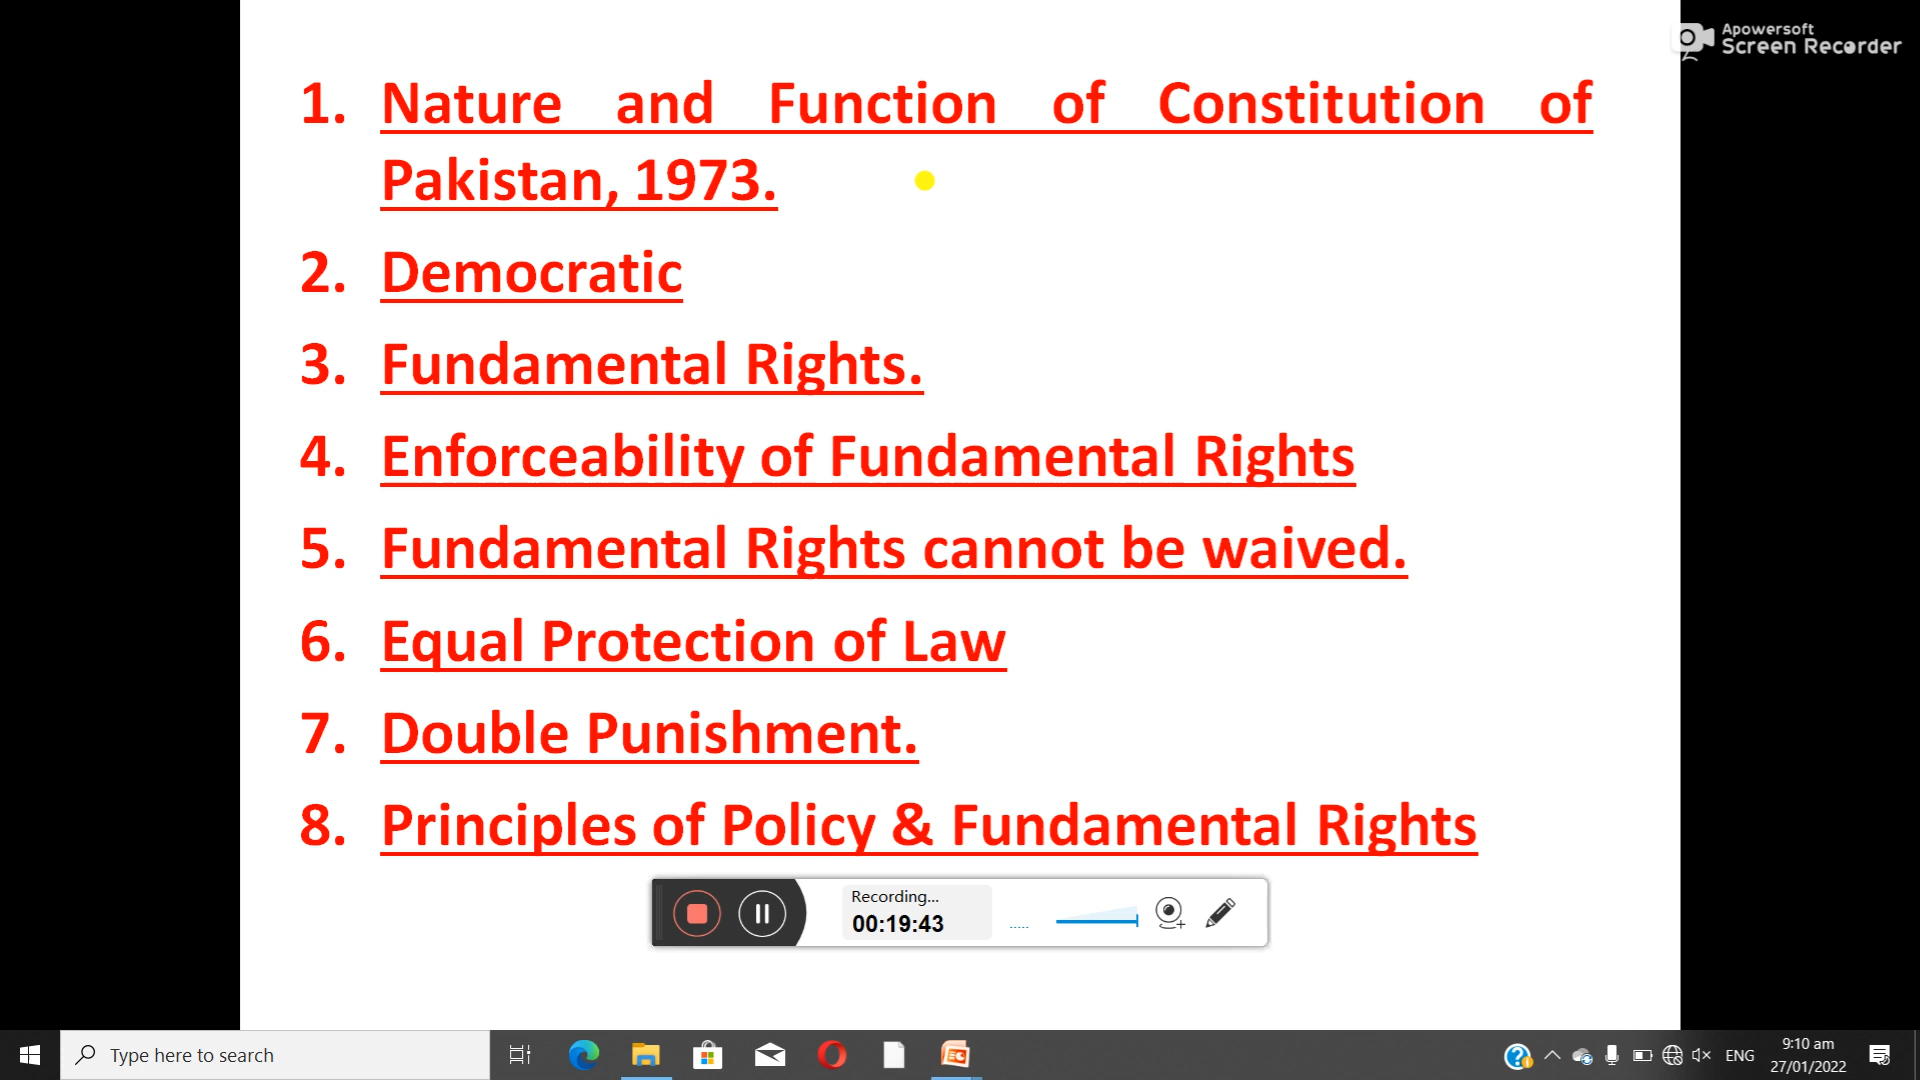 Apowersoft
Screen Recorder
1. Nature and Function of Constitution of
Pakistan, 1973.
2. Democratic
3. Fundamental Rights.
4. Enforceability of Fundamental Rights
5. Fundamental Rights cannot be waived.
6. Equal Protection of Law
7. Double Punishment.
8. Principles of Policy & Fundamental Rights
Recording...
00:19:43
Type here to search
ENG
9:10 am
27/01/2022